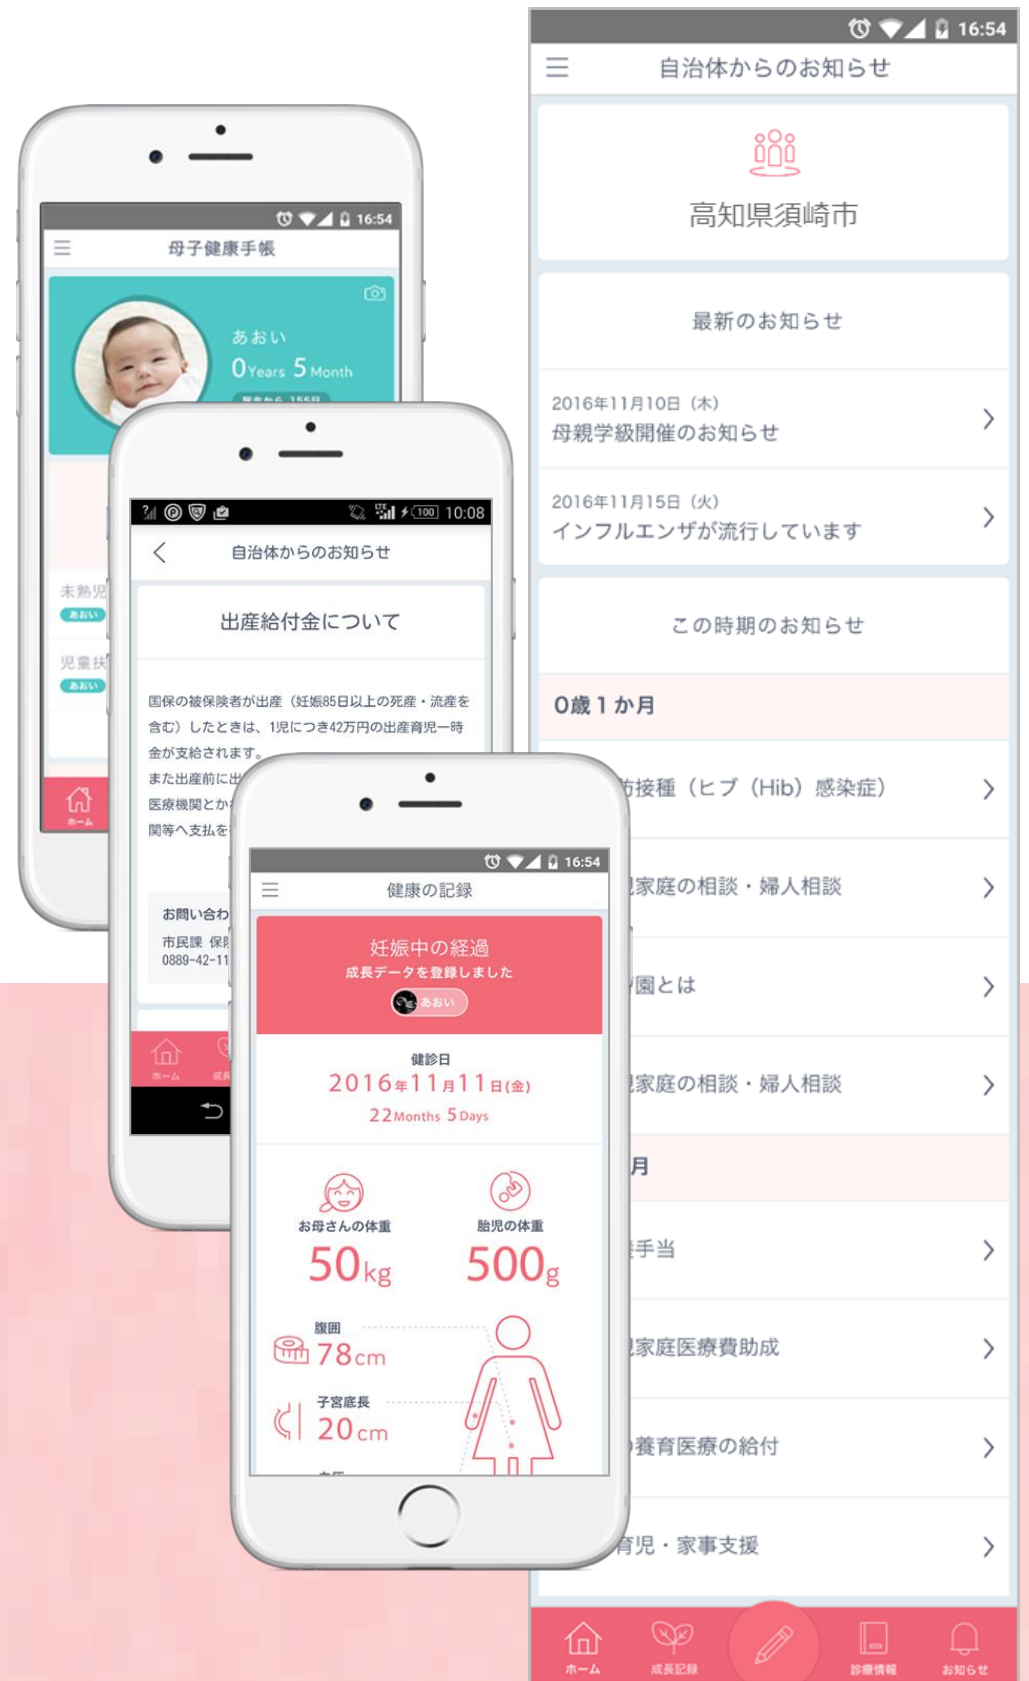 16:54
母子健康手帳
あおい
0Years 5Month
155日
未熟児
あおい
児童扶
あおい
ホーム
LTE 100 10:08
自治体からのお知らせ
出産給付金について
国保の被保険者が出産（妊娠85日以上の死産・流産を
含む）したときは、1児につき42万円の出産育児一時
金が支給されます。
また出産前に出
医療機関とか
関等へ支払を
お問い合わ
市民課 保
0889-42-11
ホーム
16:54
健康の記録
妊娠中の経過
成長データを登録しました
あおい
健診日
2016年11月11日(金)
22Months 5Days
お母さんの体重
胎児の体重
50kg
500g
腹囲
78cm
子宮底長
20cm
16:54
自治体からのお知らせ
高知県須崎市
最新のお知らせ
2016年11月10日（木）
母親学級開催のお知らせ
2016年11月15日（火）
インフルエンザが流行しています
この時期のお知らせ
0歳1か月
接種（ヒブ（Hib）感染症）
家庭の相談・婦人相談
園とは
家庭の相談・婦人相談
月
手当
家庭医療費助成
養育医療の給付
育児・家事支援
ホーム
成長記録
診療情報
お知らせ